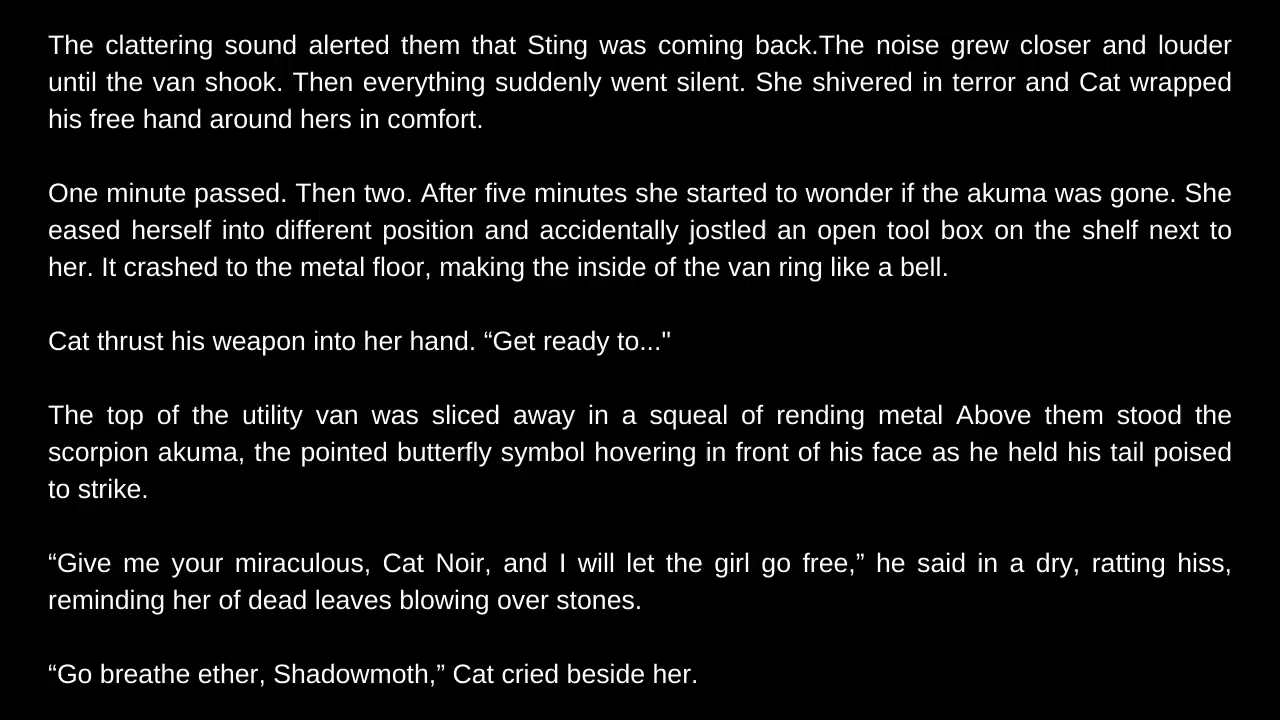 The clattering sound alerted them that Sting was coming back.The noise grew closer and louder
until the van shook. Then everything suddenly went silent. She shivered in terror and Cat wrapped
his free hand around hers in comfort.
One minute passed. Then two. After five minutes she started to wonder if the akuma was gone. She
eased herself into different position and accidentally jostled an open tool box on the shelf next to
her. It crashed to the metal floor, making the inside of the van ring like a bell.
Cat thrust his weapon into her hand. “Get ready to..."
The top of the utility van was sliced away in a squeal of rending metal Above them stood the
scorpion akuma, the pointed butterfly symbol hovering in front of his face as he held his tail poised
to strike.
“Give me your miraculous, Cat Noir, and I will let the girl go free,” he said in a dry, ratting hiss,
reminding her of dead leaves blowing over stones.
“Go breathe ether, Shadowmoth,” Cat cried beside her.